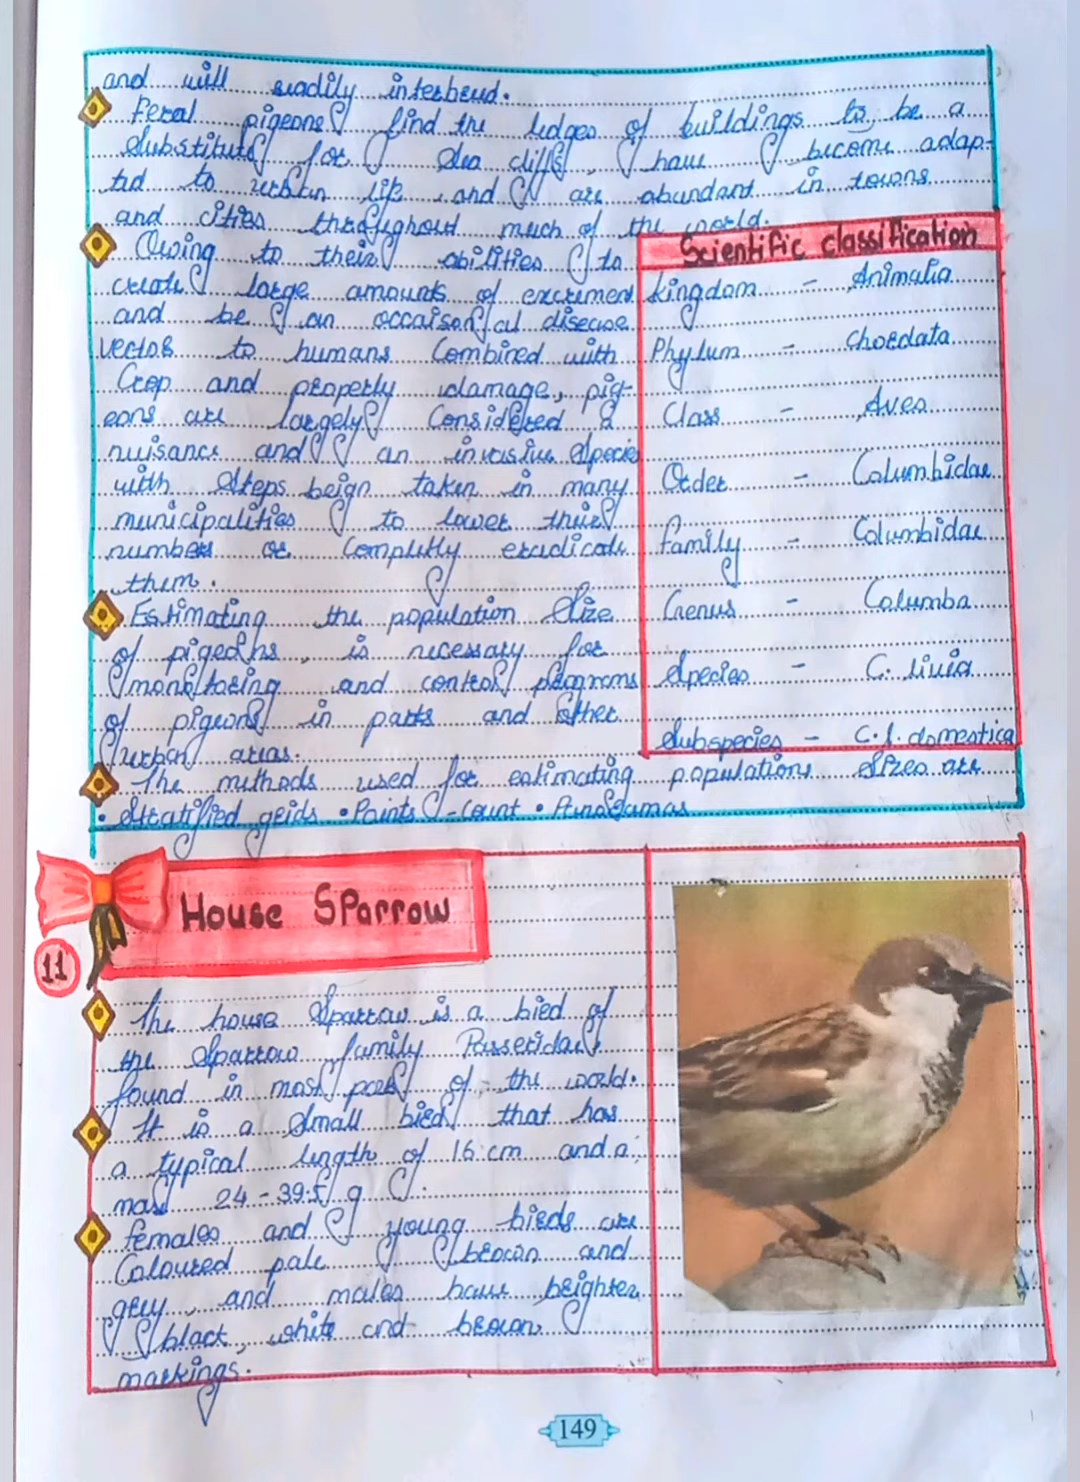 and will readily interbreed.
Feral pigeons find the ledges of buildings to be a
Substitute for sea cliffs, have become adap-
ted to urban life, and are abundant in towns
and cities throughout much of the world.
Owing to their abilities to
create large amounts of excrement
and be an occaisonal disease
vector to humans Combined with
Crop and property damage, pig-
eons are largely Considered a
nuisance and an invasive Species
with Steps beign taken in many
municipalities to lower their
numbers or Completly eradicate
them.
Scientific classification
kingdom - Animalia
Phylum - Chordata
Class - Aves
Order - Columbidae
family - Columbidae
Genus - Columba
Species - C. livia
Subspecies - C.l. domestica
Estimating the population Size
of pigeons, is necessary for
monitoring and control programs
of pigeons in parts and other
urban areas.
The methods used for estimating populations Sizes are
• Stratified grids • Points - Count •
House SParrow
11
The house Sparrow is a bird of
the Sparrow family Passeridae,
found in most parts of the world.
It is a Small bird that has
a typical length of 16 cm and a
mass 24 - 39.5 g.
females and young birds are
Coloured pale brown and
grey, and males have brighter
black, white and brown
markings.
149